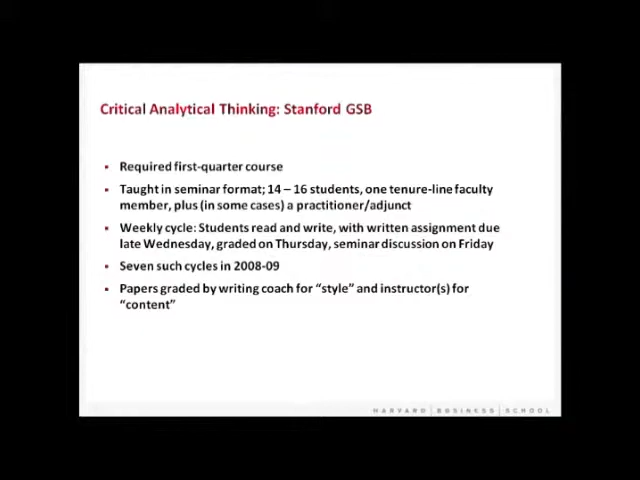 Critical Analytical Thinking: Stanford GSB
▪ Required first-quarter course
▪ Taught in seminar format; 14 – 16 students, one tenure-line faculty
member, plus (in some cases) a practitioner/adjunct
▪ Weekly cycle: Students read and write, with written assignment due
late Wednesday, graded on Thursday, seminar discussion on Friday
▪ Seven such cycles in 2008-09
▪ Papers graded by writing coach for “style” and instructor(s) for
“content”
HARVARD | BUSINESS | SCHOOL